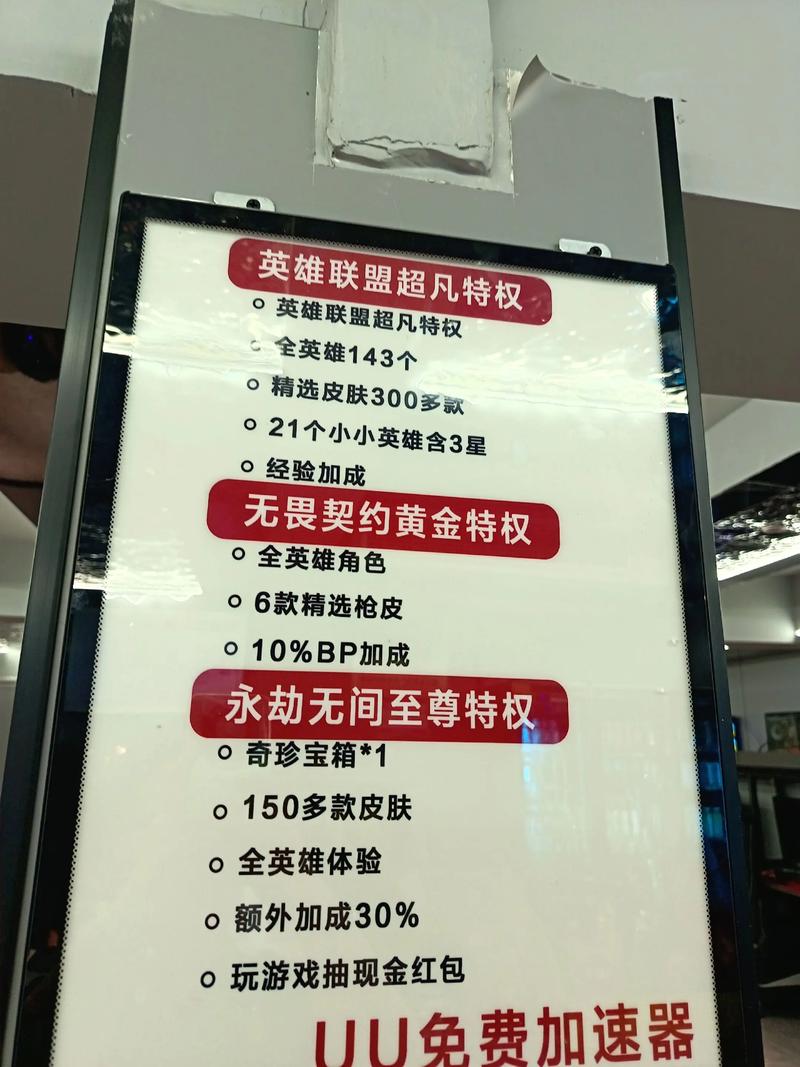 英雄联盟超凡特权
英雄联盟超凡特权
全英雄143个
精选皮肤300多款
21个小小英雄含3星
经验加成
无畏契约黄金特权
全英雄角色
6款精选枪皮
10%BP加成
永劫无间至尊特权
奇珍宝箱*1
150多款皮肤
全英雄体验
额外加成30%
玩游戏抽现金红包
UU免费加速器